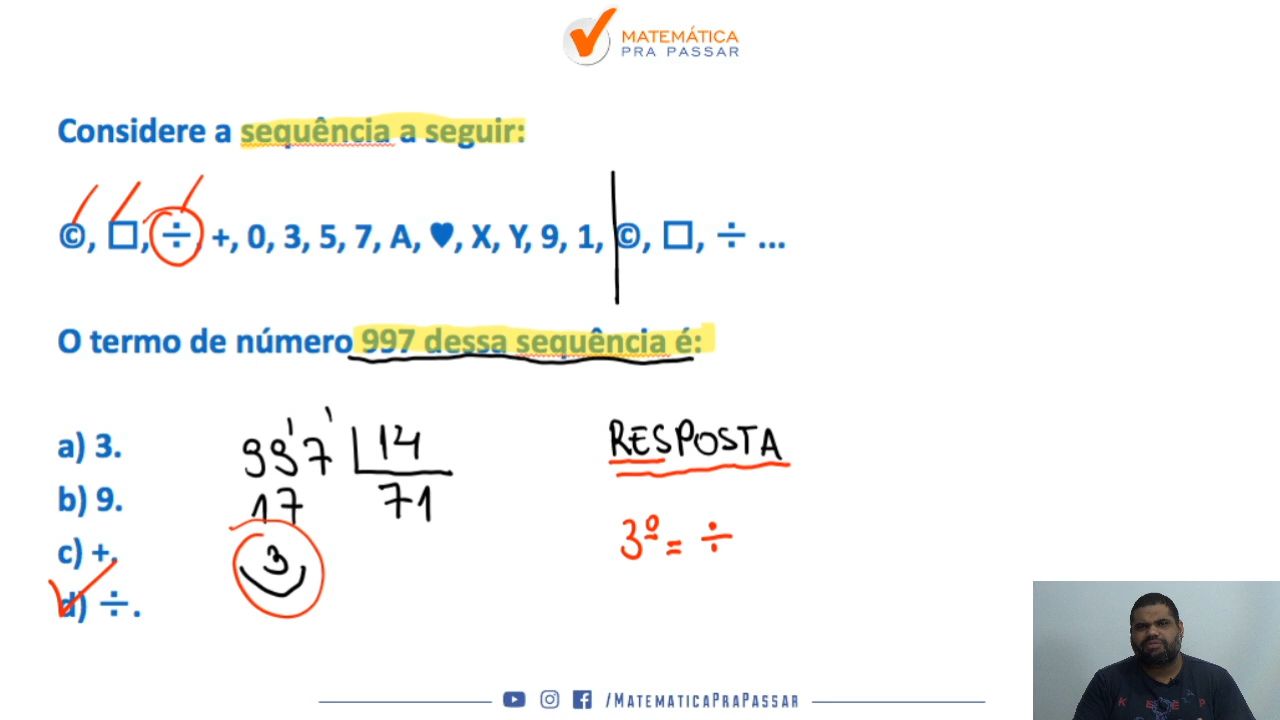 MATEMÁTICA
PRA PASSAR
Considere a sequência a seguir:
©, □, ÷, +, 0, 3, 5, 7, A, ♥, X, Y, 9, 1, ©, □, ÷ ...
O termo de número 997 dessa sequência é:
a) 3.
b) 9.
c) +.
d) ÷.
997 14
17 71
3
RESPOSTA
3º = ÷
/MATEMATICAPRAPASSAR